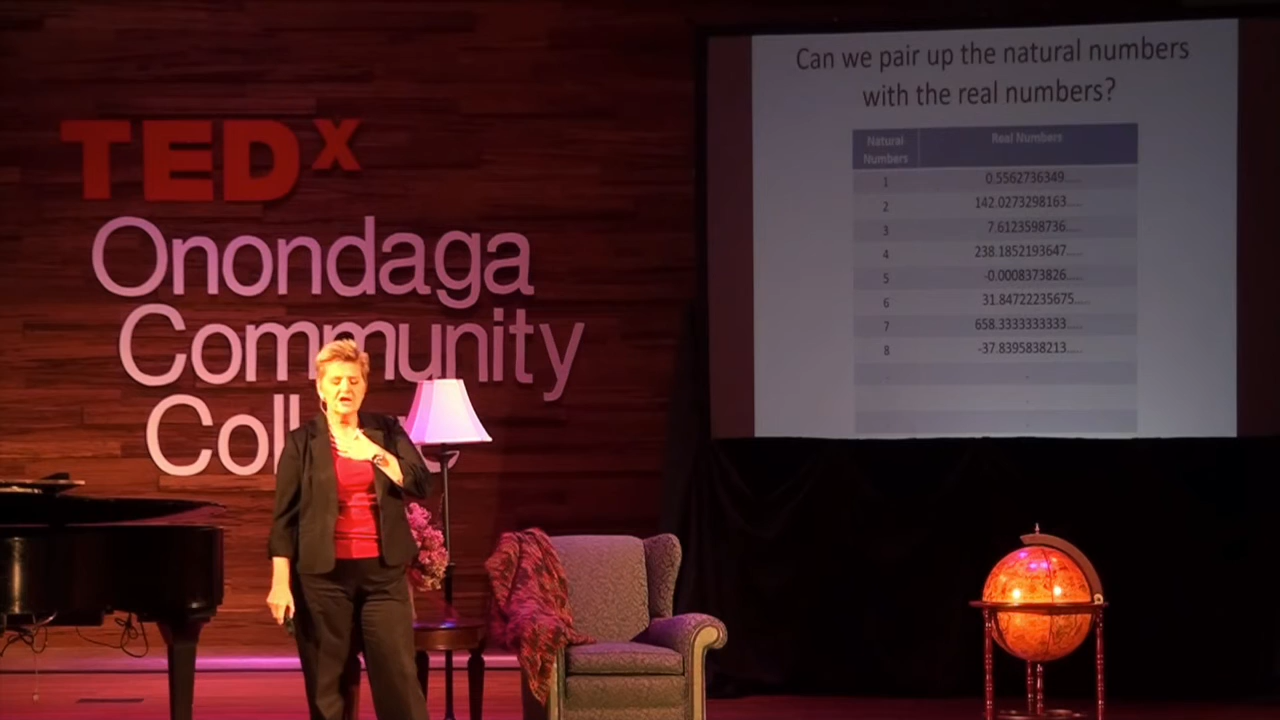 TEDx
Onondaga
Community
Can we pair up the natural numbers
with the real numbers?
Natural Numbers Real Numbers
1 0.5562736349.....
2 142.0273298163.....
3 7.6123598736....
4 238.1852193647.....
5 -0.0008373826....
6 31.84722235675.....
7 658.3333333333.....
8 -37.8395838213.....